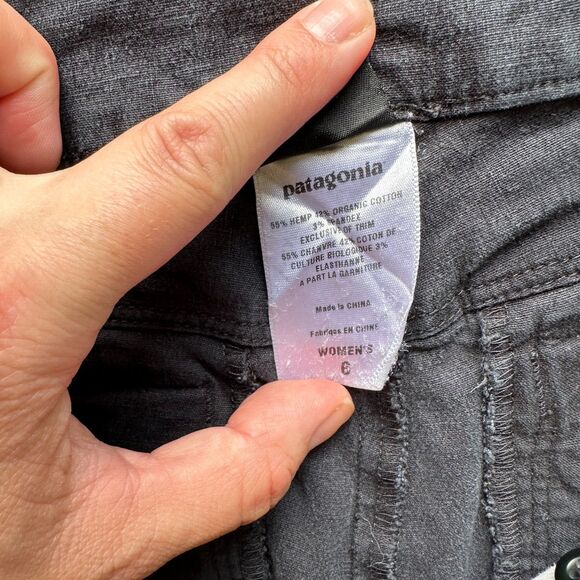 patagonia
55% HEMP 42% ORGANIC COTTON
3% SPANDEX
EXCLUSIVE OF TRIM
55% CHANVRE 42% COTON DE
CULTURE BIOLOGIQUE 3%
ELASTHANNE
A PART LA GARNITURE
Made in CHINA
Fabriqes EN CHINE
WOMEN'S
6